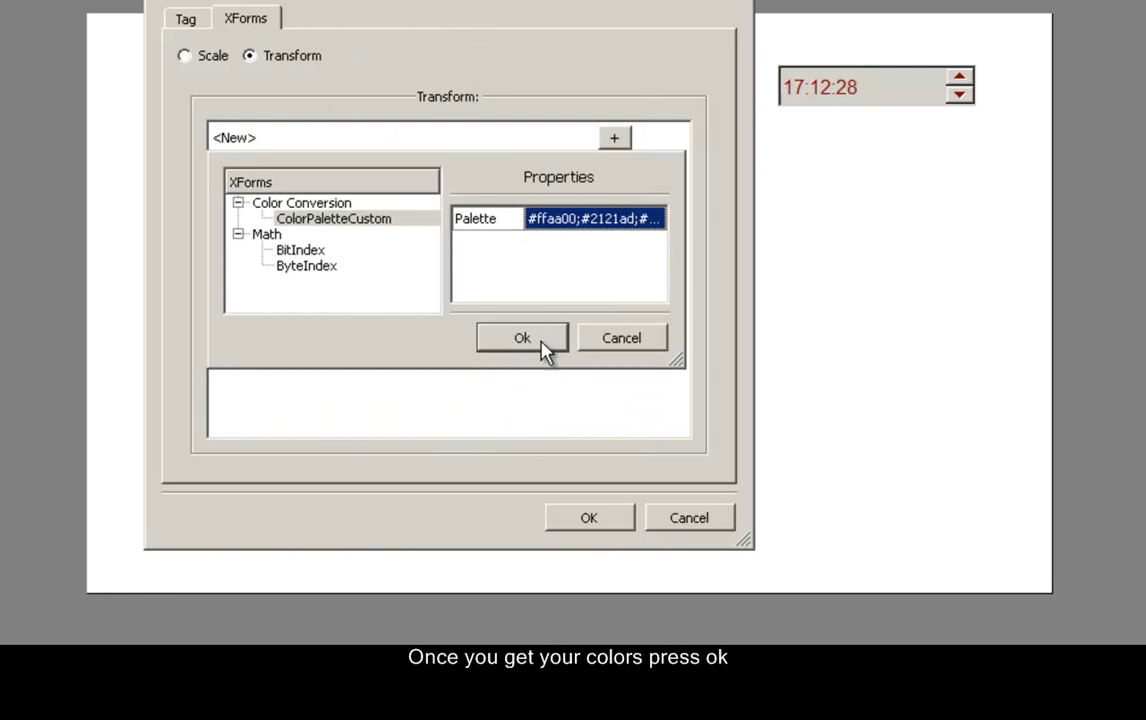 Tag XForms
Scale Transform
17:12:28
Transform:
<New> +
XForms
Properties
Color Conversion
ColorPaletteCustom
Palette #ffaa00;#2121ad;#...
Math
BitIndex
ByteIndex
Ok Cancel
OK Cancel
Once you get your colors press ok